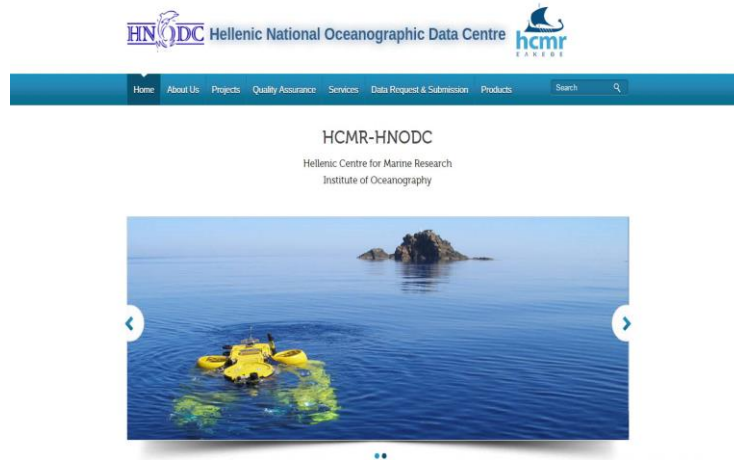 HNODC Hellenic National Oceanographic Data Centre hcmr
ΕΛΚΕΘΕ
Home About Us Projects Quality Assurance Services Data Request & Submission Products Search
HCMR-HNODC
Hellenic Centre for Marine Research
Institute of Oceanography